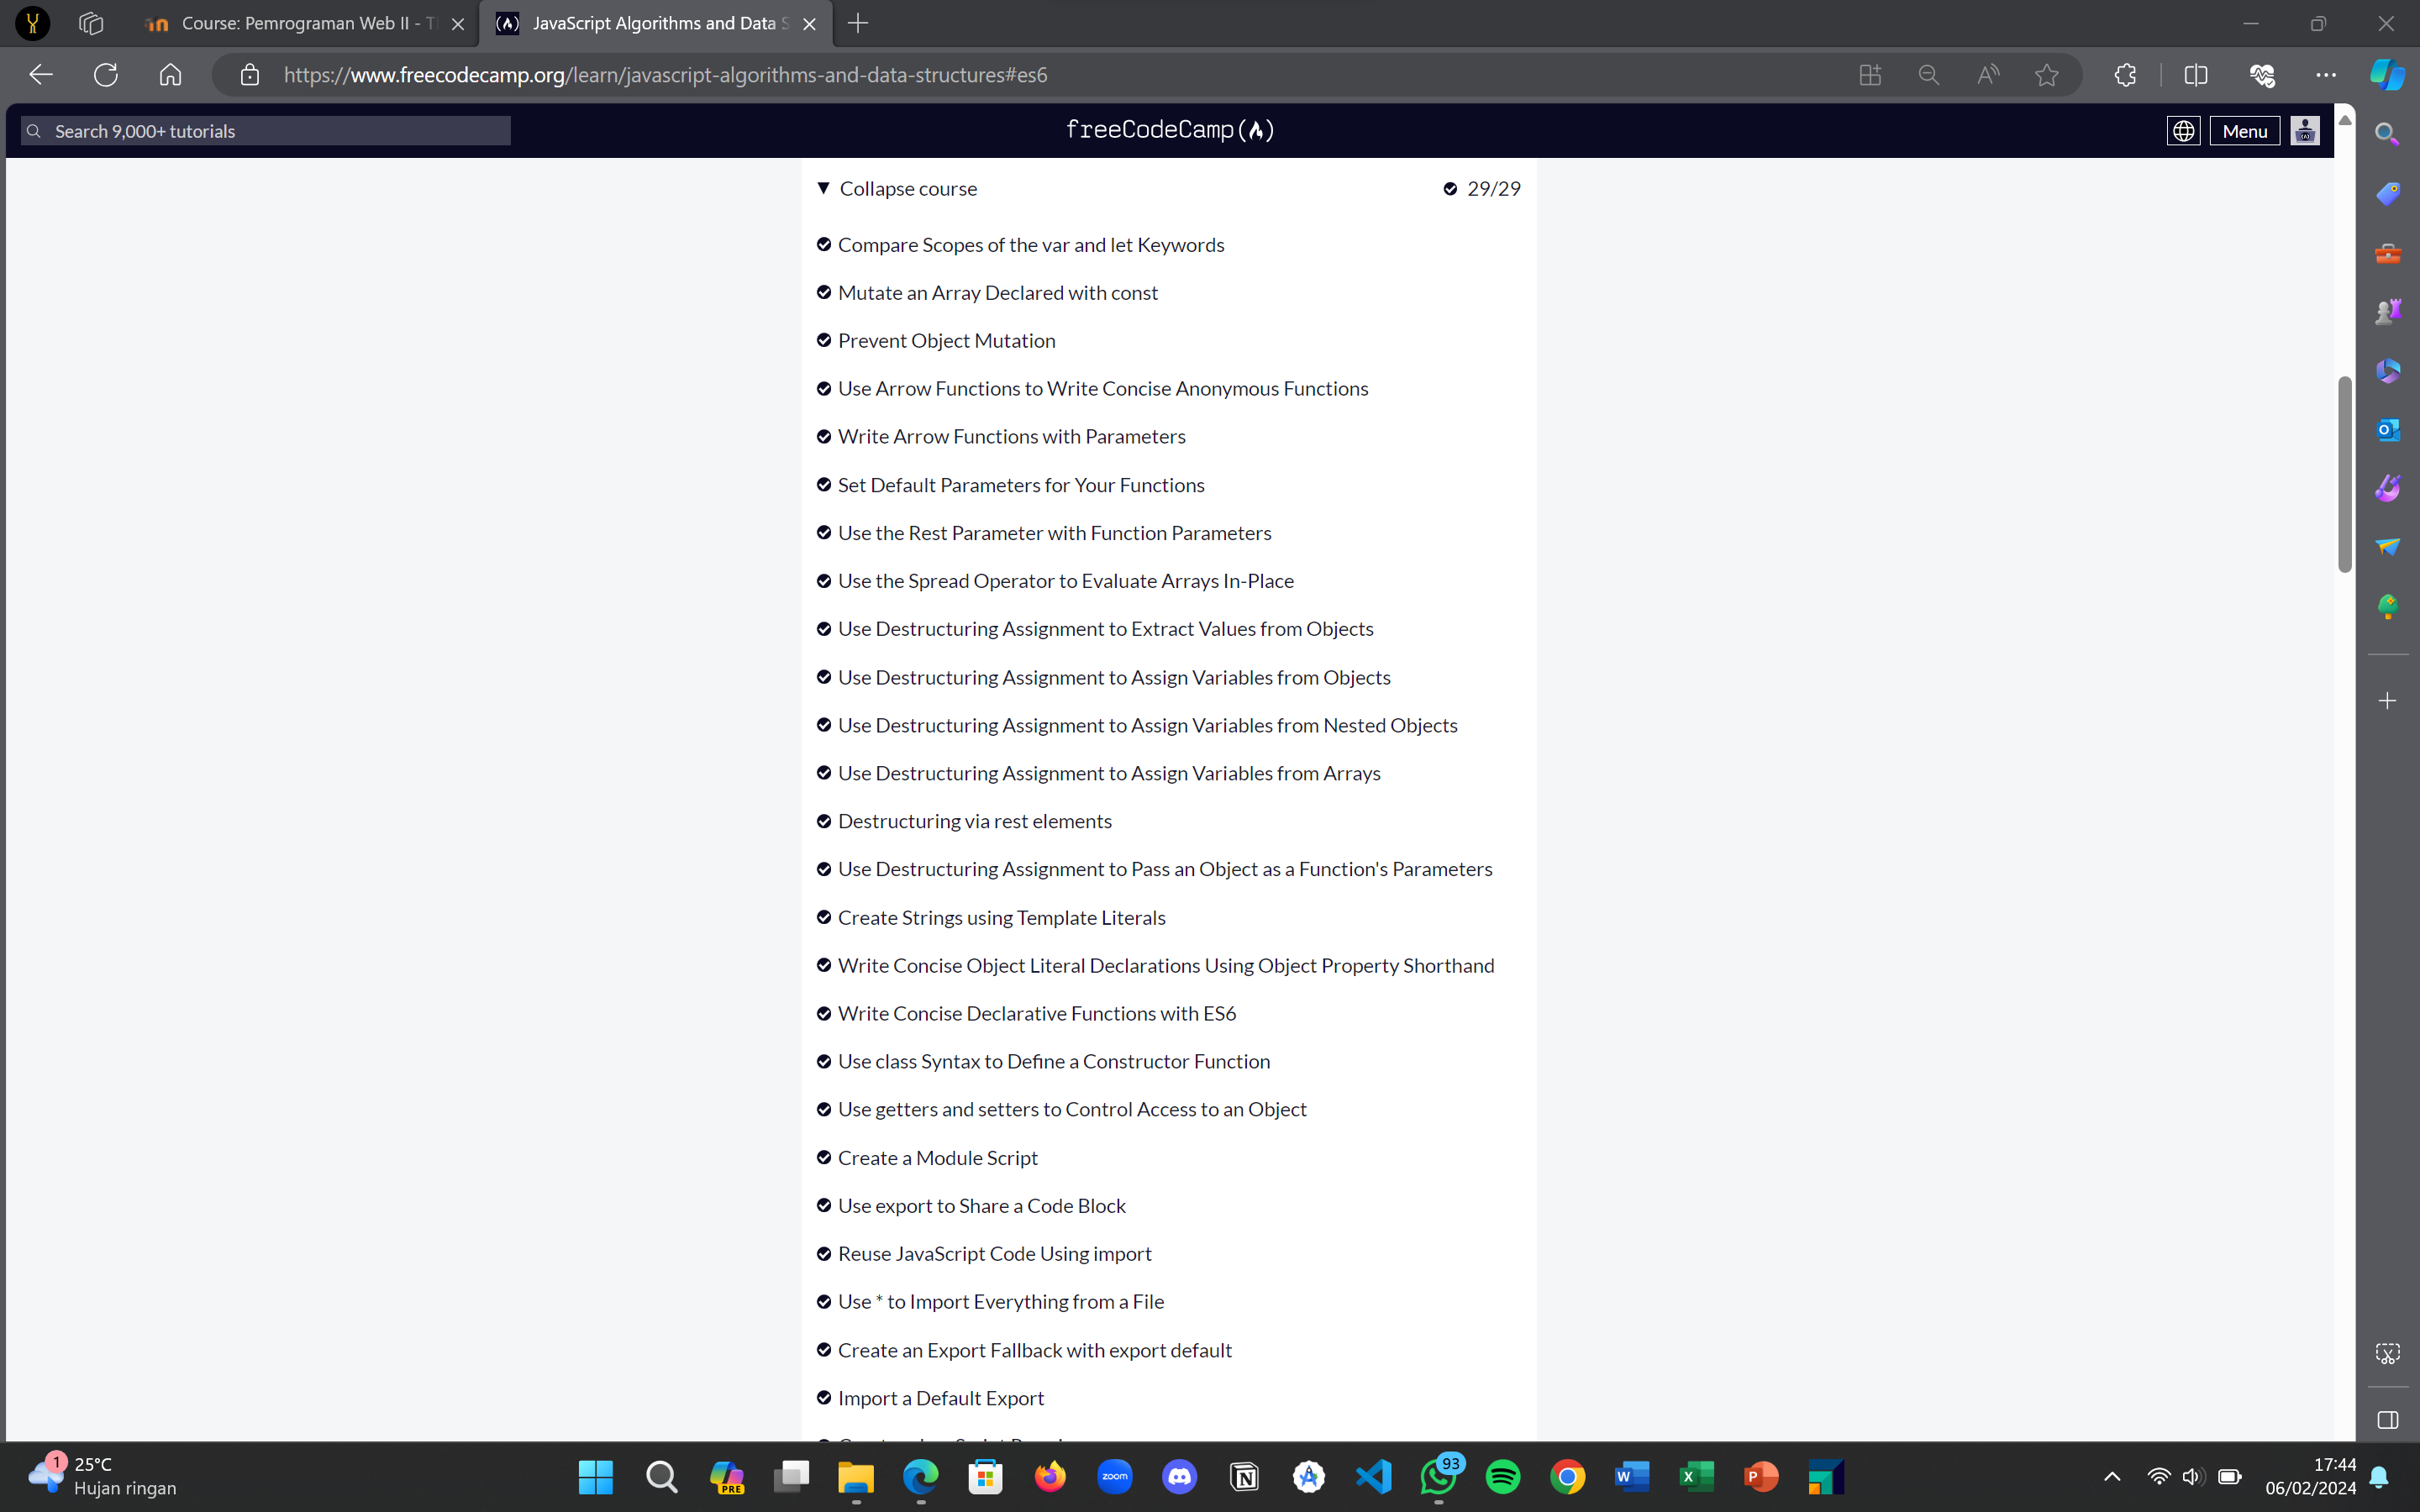 Course: Pemrograman Web II - T
JavaScript Algorithms and Data S
https://www.freecodecamp.org/learn/javascript-algorithms-and-data-structures#es6
Search 9,000+ tutorials
freeCodeCamp
Menu
Collapse course
29/29
Compare Scopes of the var and let Keywords
Mutate an Array Declared with const
Prevent Object Mutation
Use Arrow Functions to Write Concise Anonymous Functions
Write Arrow Functions with Parameters
Set Default Parameters for Your Functions
Use the Rest Parameter with Function Parameters
Use the Spread Operator to Evaluate Arrays In-Place
Use Destructuring Assignment to Extract Values from Objects
Use Destructuring Assignment to Assign Variables from Objects
Use Destructuring Assignment to Assign Variables from Nested Objects
Use Destructuring Assignment to Assign Variables from Arrays
Destructuring via rest elements
Use Destructuring Assignment to Pass an Object as a Function's Parameters
Create Strings using Template Literals
Write Concise Object Literal Declarations Using Object Property Shorthand
Write Concise Declarative Functions with ES6
Use class Syntax to Define a Constructor Function
Use getters and setters to Control Access to an Object
Create a Module Script
Use export to Share a Code Block
Reuse JavaScript Code Using import
Use * to Import Everything from a File
Create an Export Fallback with export default
Import a Default Export
1
25°C
Hujan ringan
PRE
zoom
93
17:44
06/02/2024